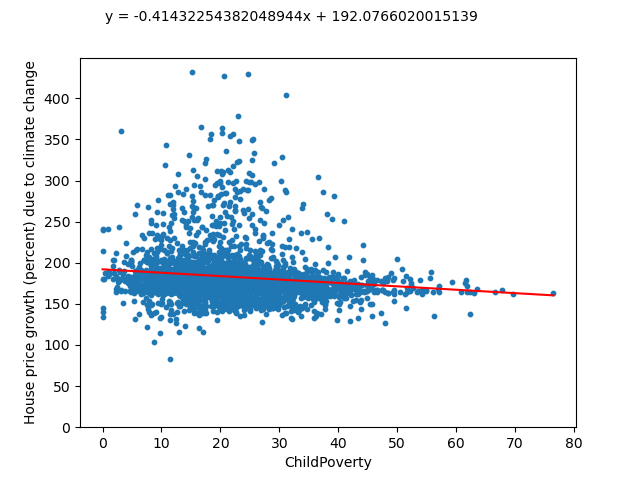 y = -0.41432254382048944x + 192.0766020015139
House price growth (percent) due to climate change
400
350
300
250
200
150
100
50
0
0 10 20 30 40 50 60 70 80
ChildPoverty